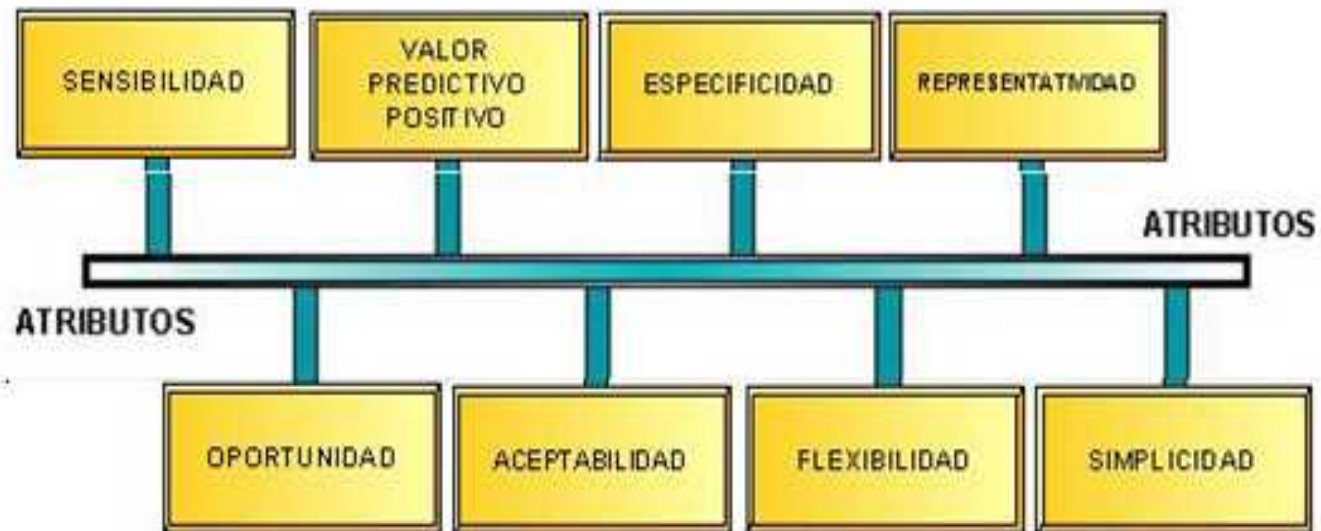 SENSIBILIDAD
VALOR
PREDICTIVO
POSITIVO
ESPECIFICIDAD
REPRESENTATIVIDAD
ATRIBUTOS
ATRIBUTOS
OPORTUNIDAD
ACEPTABILIDAD
FLEXIBILIDAD
SIMPLICIDAD